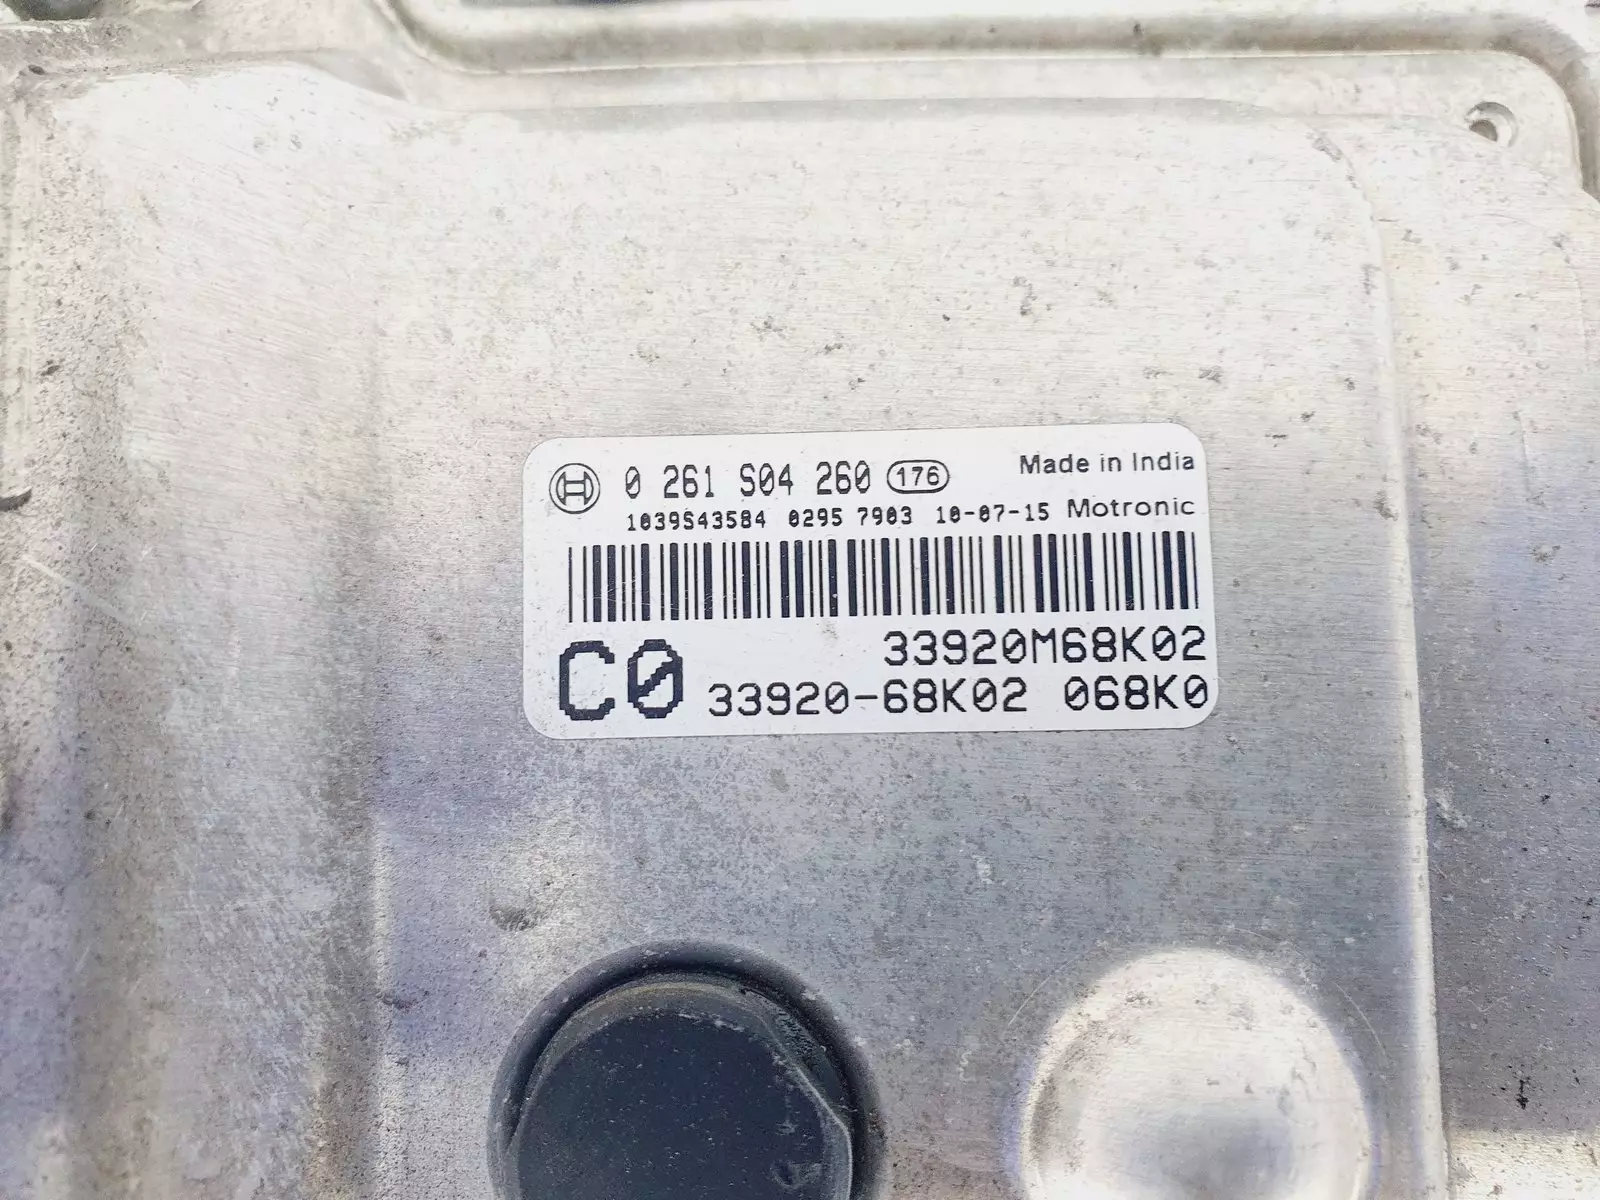 0 261 S04 260 176 Made in India
1039S43584 0295 7903 10-07-15 Motronic
33920M68K02
C0 33920-68K02 068K0